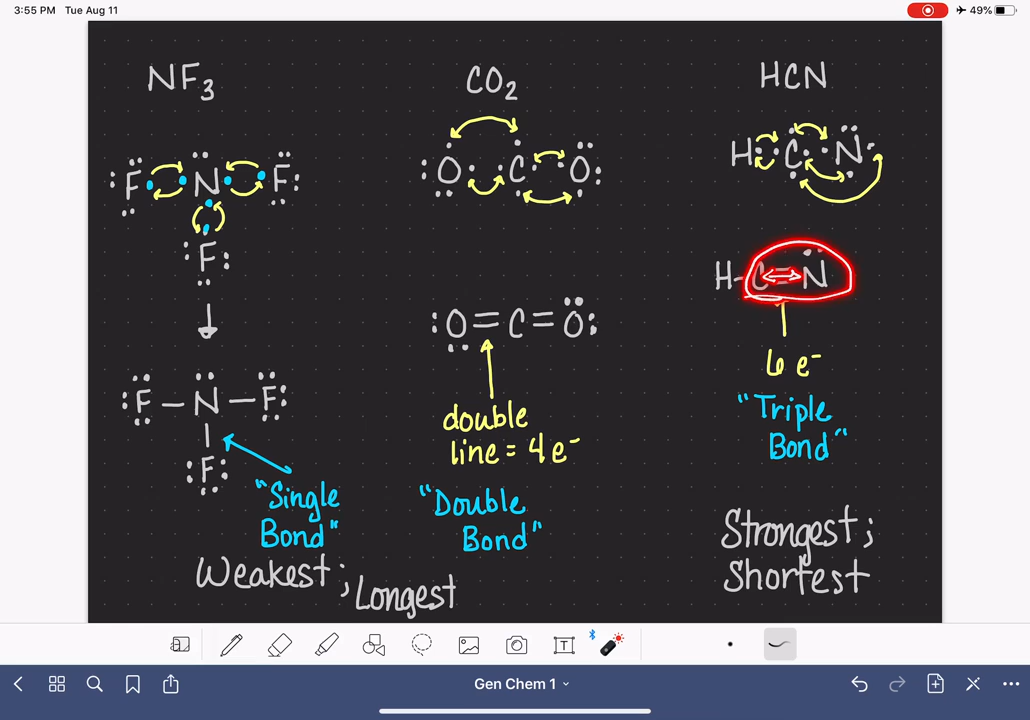 3:55 PM Tue Aug 11
49%
NF₃
CO₂
HCN
F N F
F
O C O
H C N
F — N — F
F
O = C = O
H - C ≡ N
double
line = 4 e⁻
6 e⁻
"Triple
Bond"
"Single
Bond"
"Double
Bond"
Weakest; Longest
Strongest;
Shortest
T
Gen Chem 1